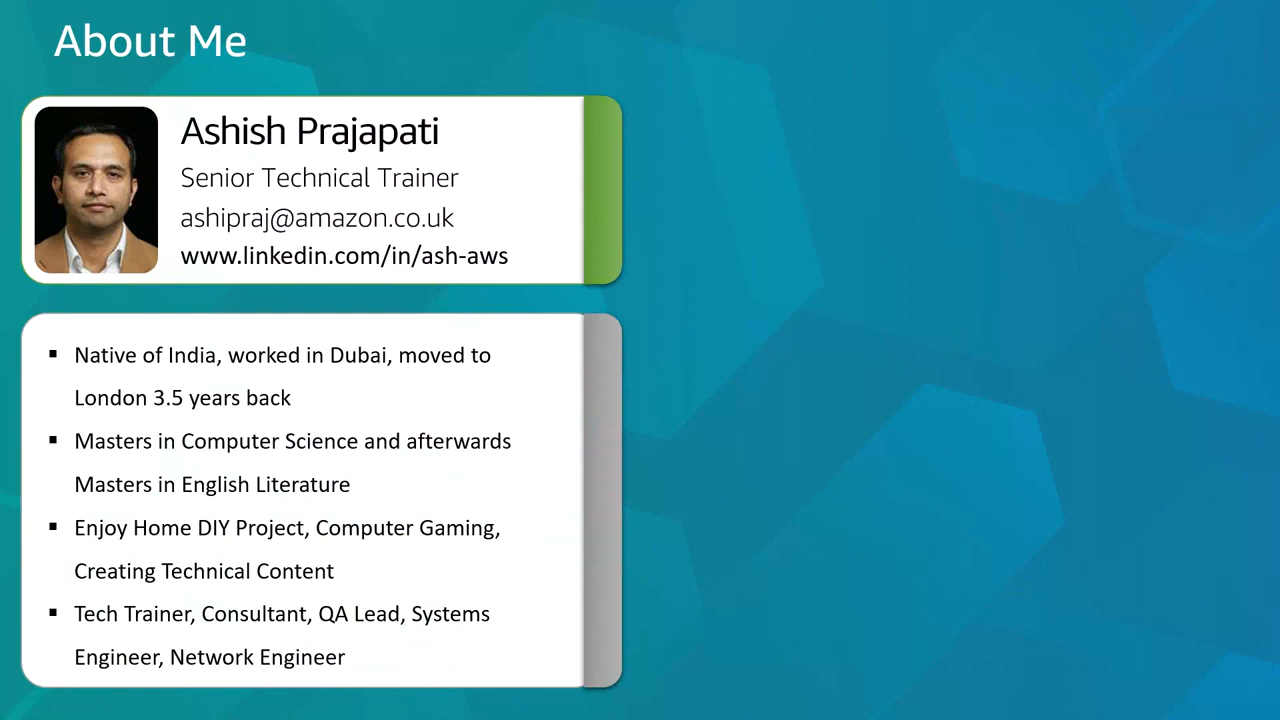 About Me
Ashish Prajapati
Senior Technical Trainer
ashipraj@amazon.co.uk
www.linkedin.com/in/ash-aws
▪ Native of India, worked in Dubai, moved to
London 3.5 years back
▪ Masters in Computer Science and afterwards
Masters in English Literature
▪ Enjoy Home DIY Project, Computer Gaming,
Creating Technical Content
▪ Tech Trainer, Consultant, QA Lead, Systems
Engineer, Network Engineer